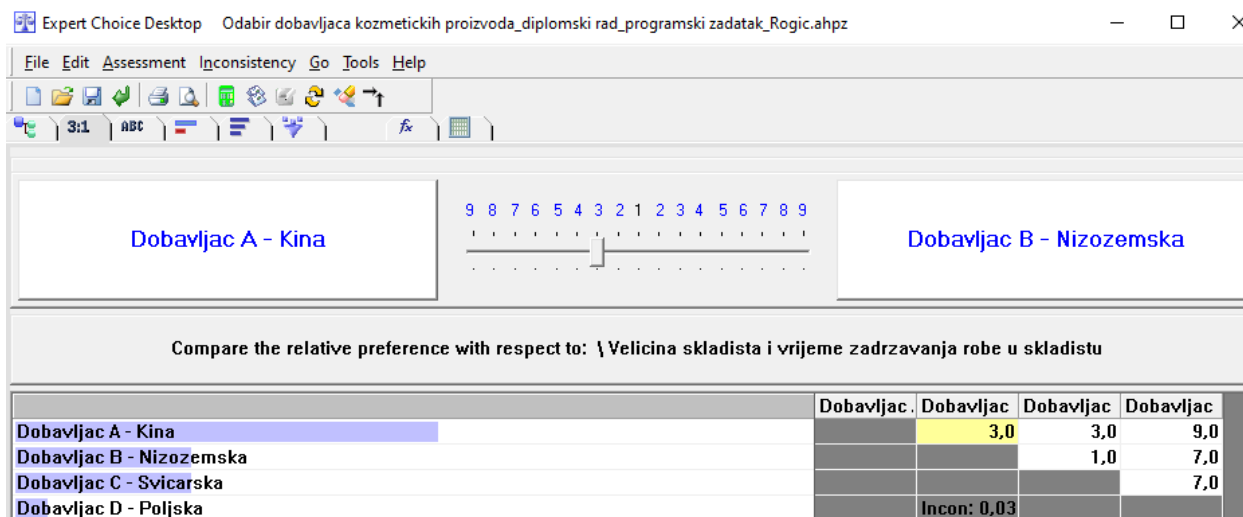 Expert Choice Desktop Odabir dobavljaca kozmetickih proizvoda_diplomski rad_programski zadatak_Rogic.ahpz
File Edit Assessment Inconsistency Go Tools Help
3:1 ABC fx
9 8 7 6 5 4 3 2 1 2 3 4 5 6 7 8 9
Dobavljac A - Kina Dobavljac B - Nizozemska
Compare the relative preference with respect to: \ Velicina skladista i vrijeme zadrzavanja robe u skladistu
Dobavljac. Dobavljac Dobavljac Dobavljac
Dobavljac A - Kina 3,0 3,0 9,0
Dobavljac B - Nizozemska 1,0 7,0
Dobavljac C - Svicarska 7,0
Dobavljac D - Poljska Incon: 0,03